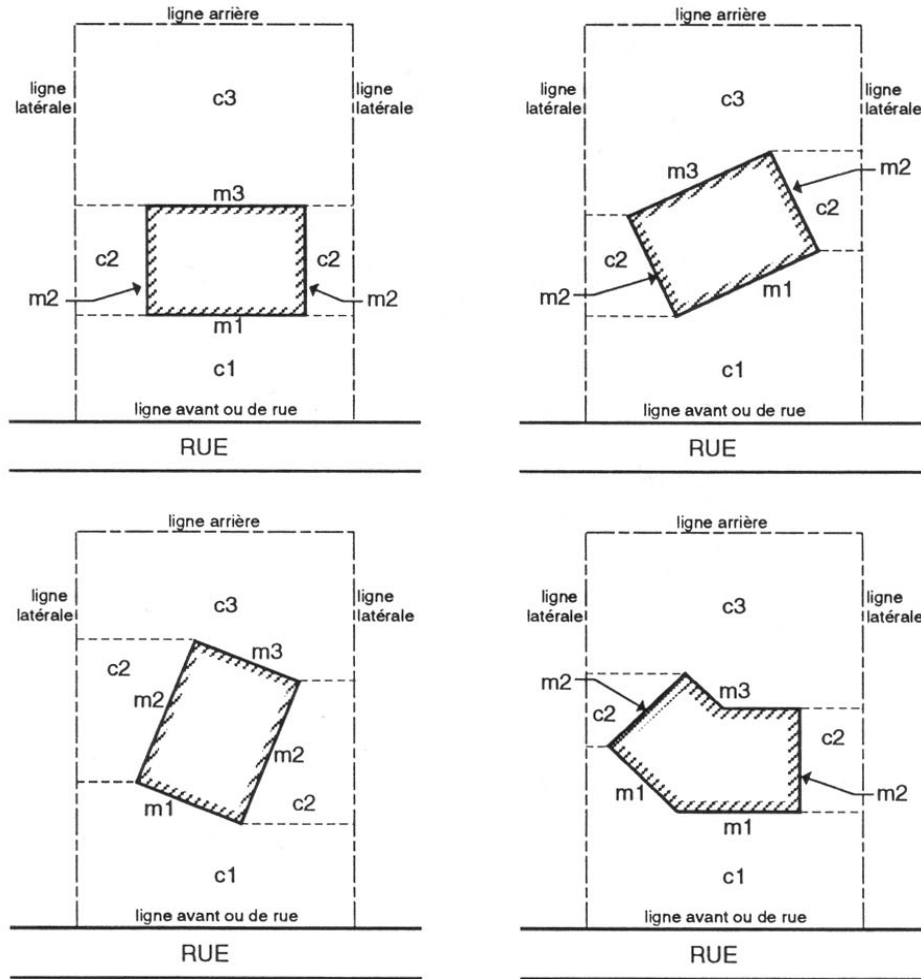 ligne arrière
ligne
latérale
c3
ligne
latérale
m3
c2
c2
m2
m2
m1
c1
ligne avant ou de rue
RUE
ligne arrière
ligne
latérale
c3
ligne
latérale
m3
m2
c2
c2
m2
m1
c1
ligne avant ou de rue
RUE
ligne arrière
ligne
latérale
c3
ligne
latérale
m3
c2
m2
m2
m1
c2
c1
ligne avant ou de rue
RUE
ligne arrière
ligne
latérale
c3
ligne
latérale
m2
m3
c2
c2
m1
m2
m1
c1
ligne avant ou de rue
RUE